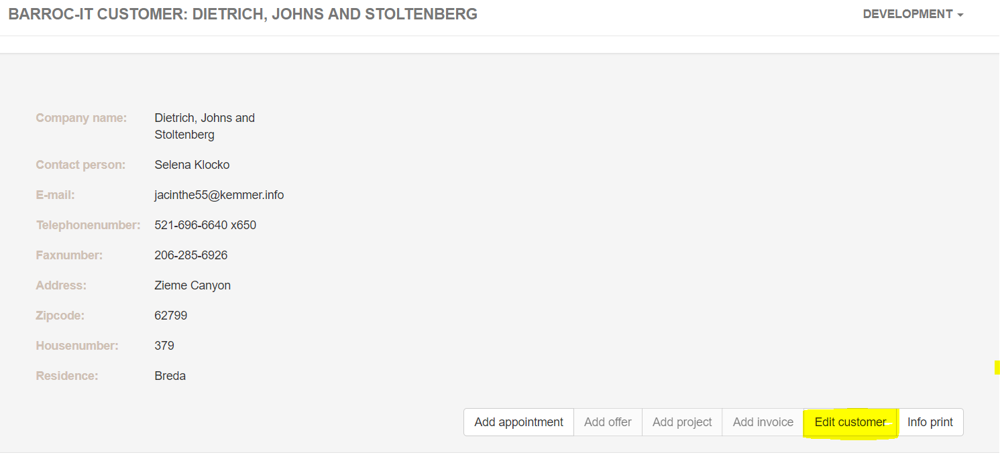 BARROC-IT CUSTOMER: DIETRICH, JOHNS AND STOLTENBERG
DEVELOPMENT
Company name: Dietrich, Johns and
Stoltenberg
Contact person: Selena Klocko
E-mail: jacinthe55@kemmer.info
Telephonenumber: 521-696-6640 x650
Faxnumber: 206-285-6926
Address: Zieme Canyon
Zipcode: 62799
Housenumber: 379
Residence: Breda
Add appointment Add offer Add project Add invoice Edit customer Info print